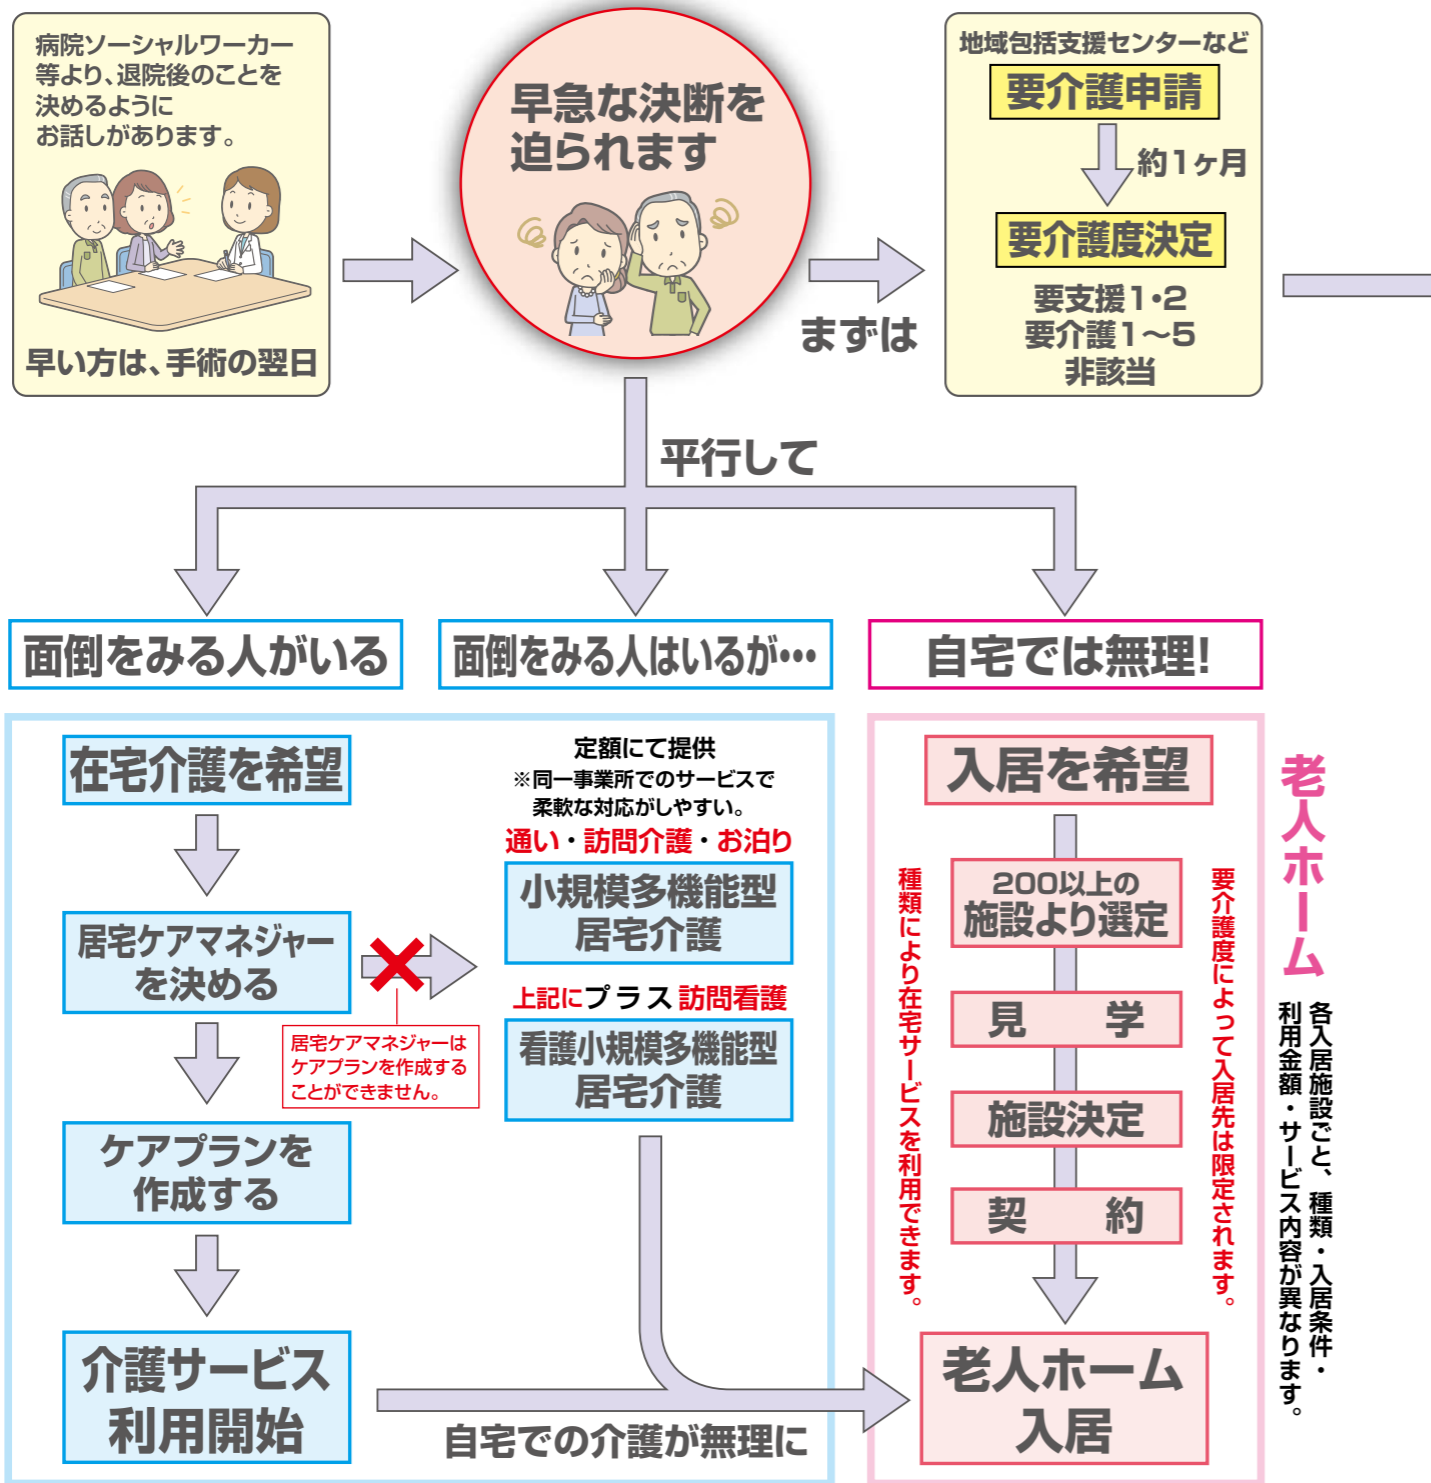 病院ソーシャルワーカー
等より、退院後のことを
決めるように
お話しがあります。
早い方は、手術の翌日
早急な決断を
迫られます
まずは
地域包括支援センターなど
要介護申請
約1ヶ月
要介護度決定
要支援1・2
要介護1〜5
非該当
平行して
面倒をみる人がいる
面倒をみる人はいるが・・・
自宅では無理!
在宅介護を希望
居宅ケアマネジャー
を決める
居宅ケアマネジャーは
ケアプランを作成する
ことができません。
ケアプランを
作成する
介護サービス
利用開始
定額にて提供
※同一事業所でのサービスで
柔軟な対応がしやすい。
通い・訪問介護・お泊り
小規模多機能型
居宅介護
上記にプラス訪問看護
看護小規模多機能型
居宅介護
自宅での介護が無理に
入居を希望
200以上の
施設より選定
見　学
施設決定
契　約
老人ホーム
入居
要介護度によって入居先は限定されます。
種類により在宅サービスを利用できます。
老人ホーム
各入居施設ごと、種類・入居条件・
利用金額・サービス内容が異なります。